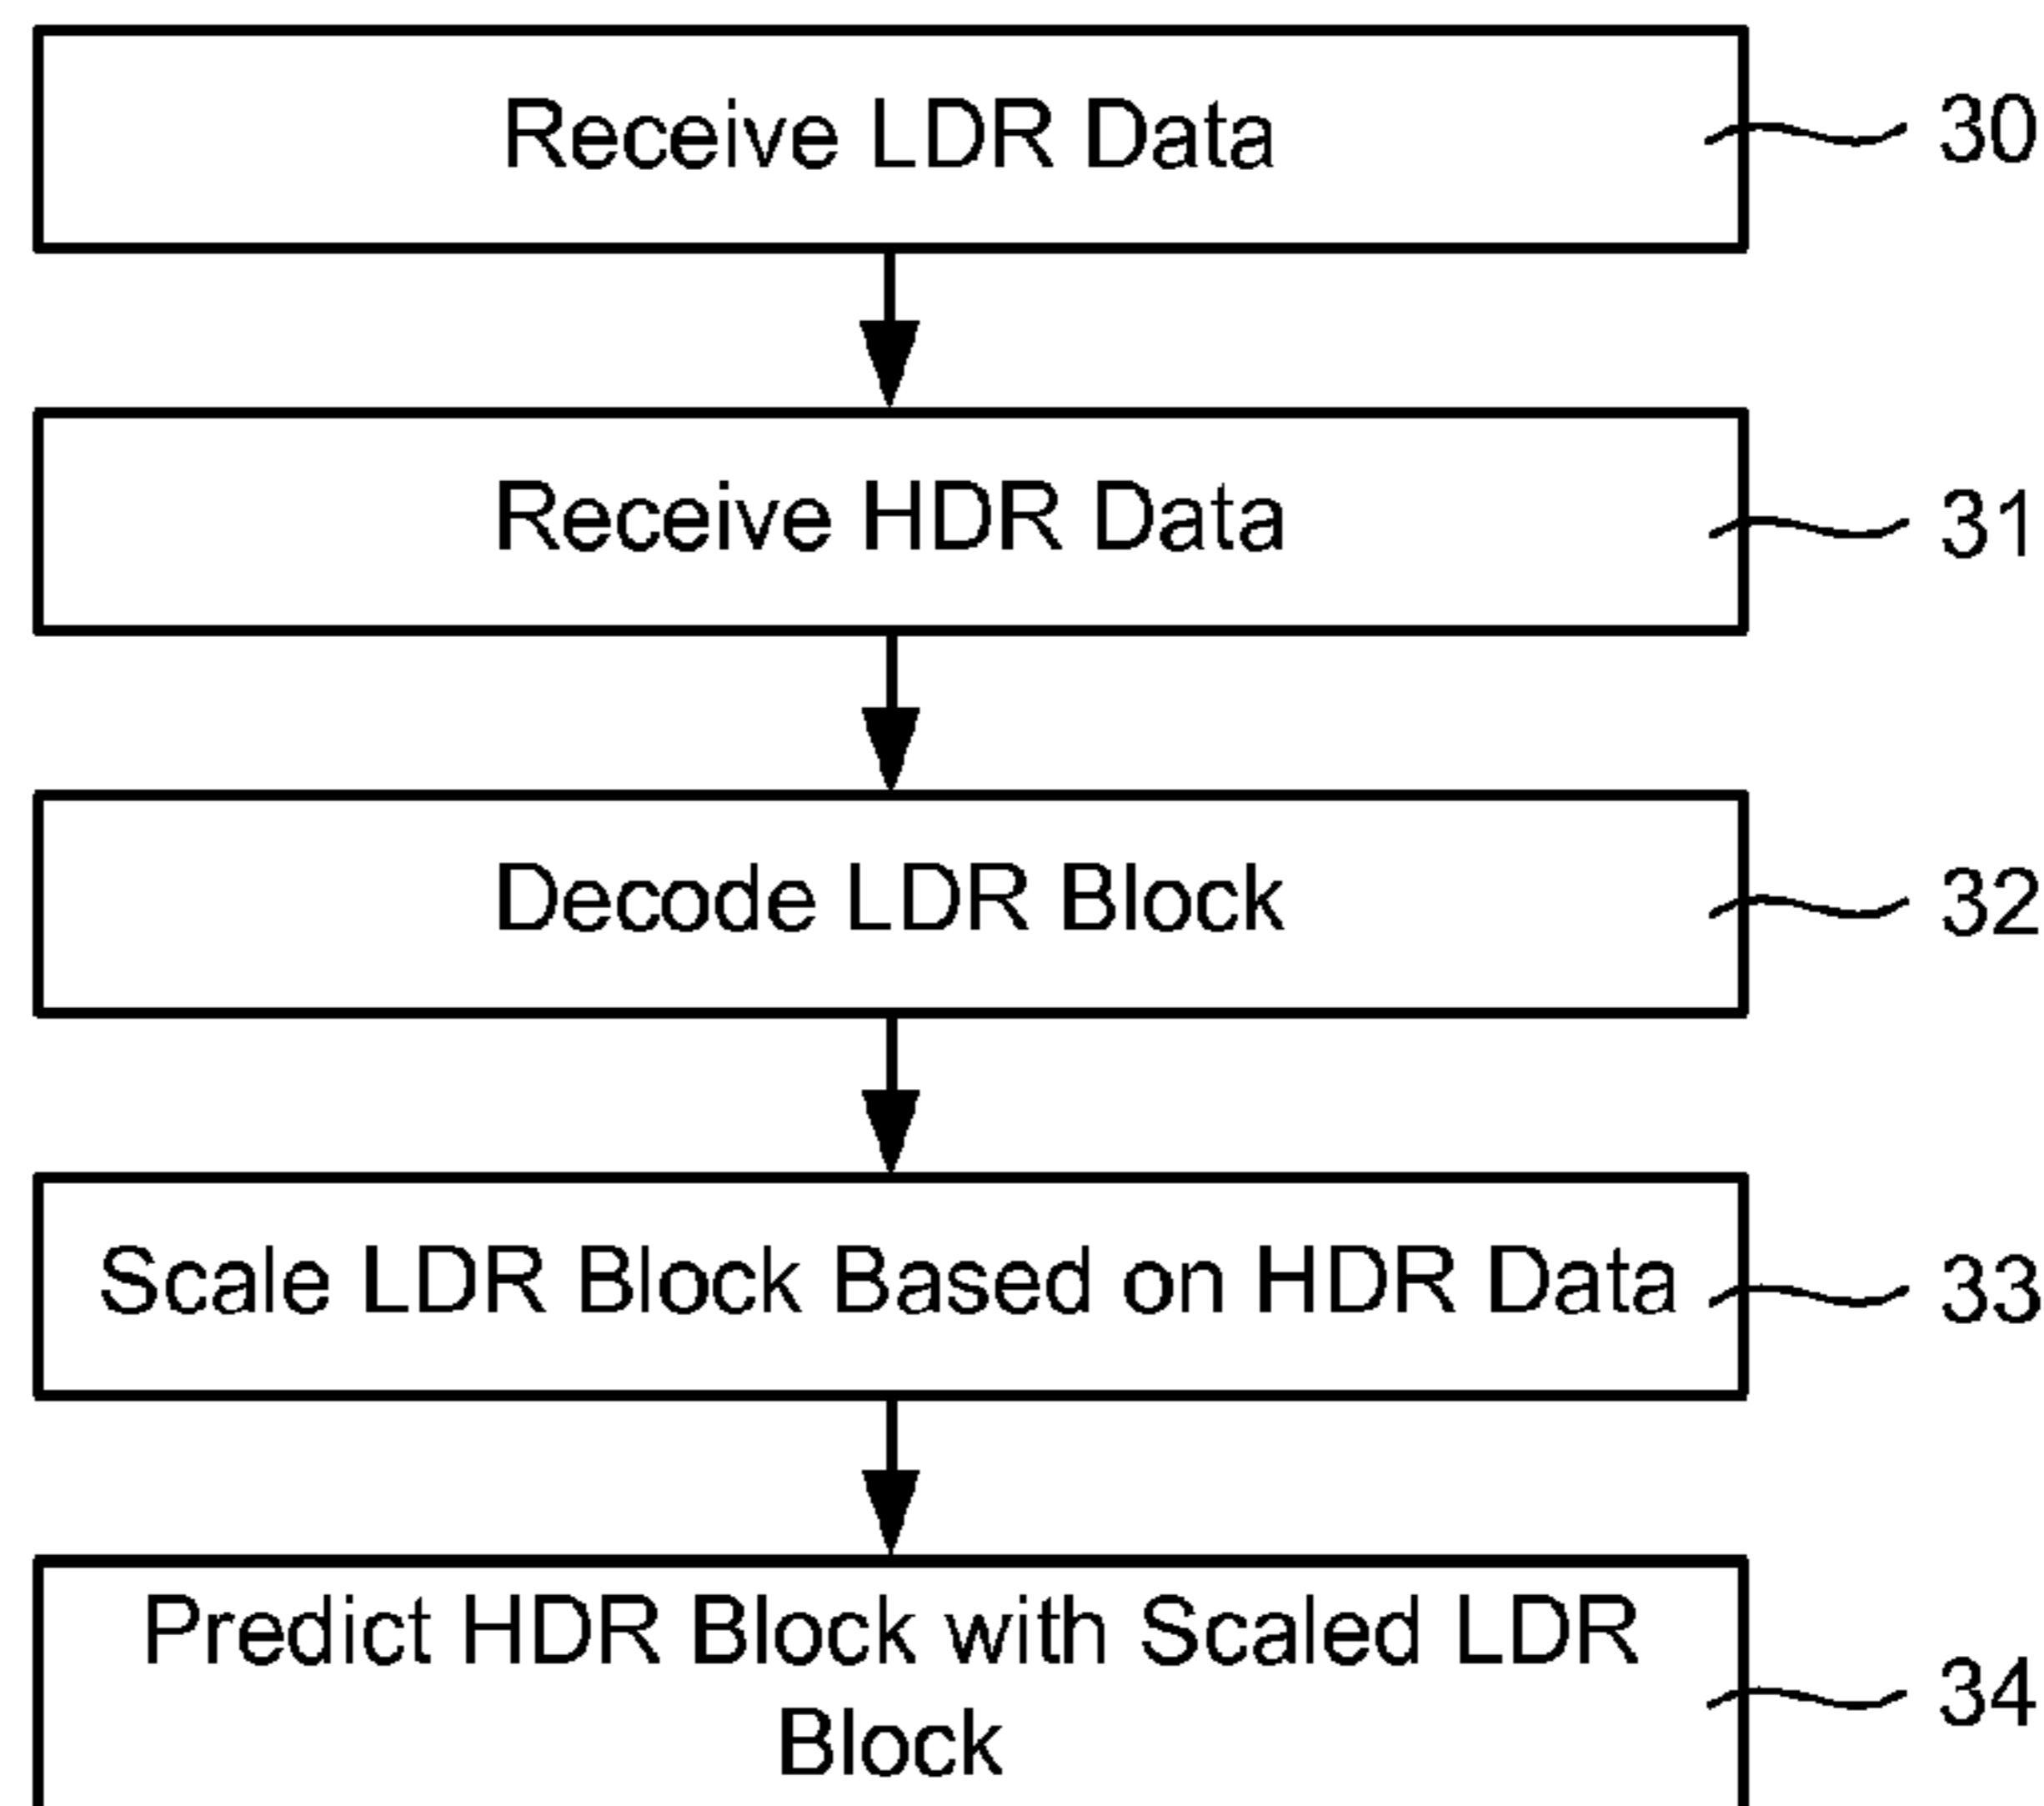 Receive LDR Data
30
Receive HDR Data
31
Decode LDR Block
32
Scale LDR Block Based on HDR Data
33
Predict HDR Block with Scaled LDR
Block
34